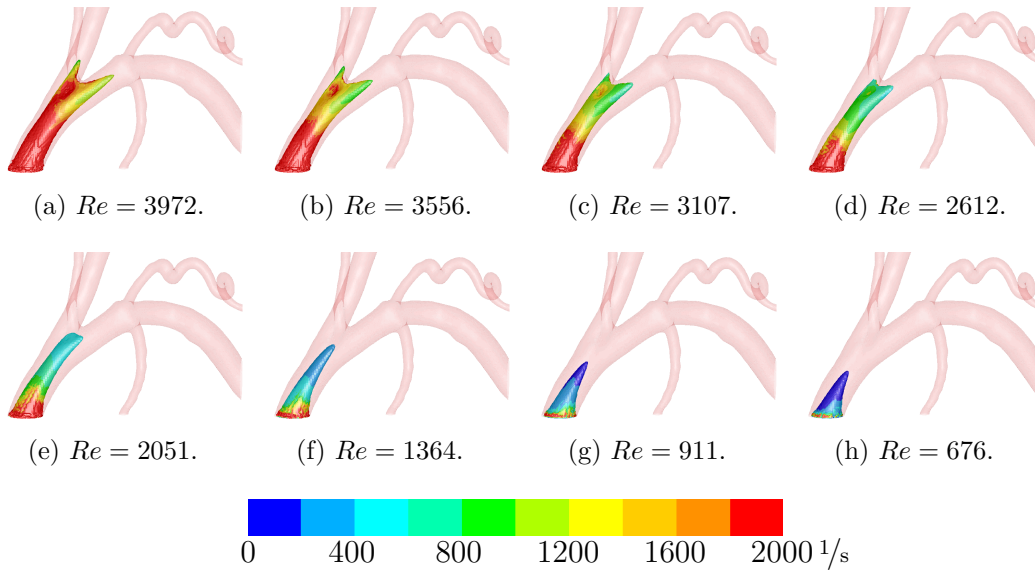 (a) Re = 3972.
(b) Re = 3556.
(c) Re = 3107.
(d) Re = 2612.
(e) Re = 2051.
(f) Re = 1364.
(g) Re = 911.
(h) Re = 676.
0 400 800 1200 1600 2000 1/s